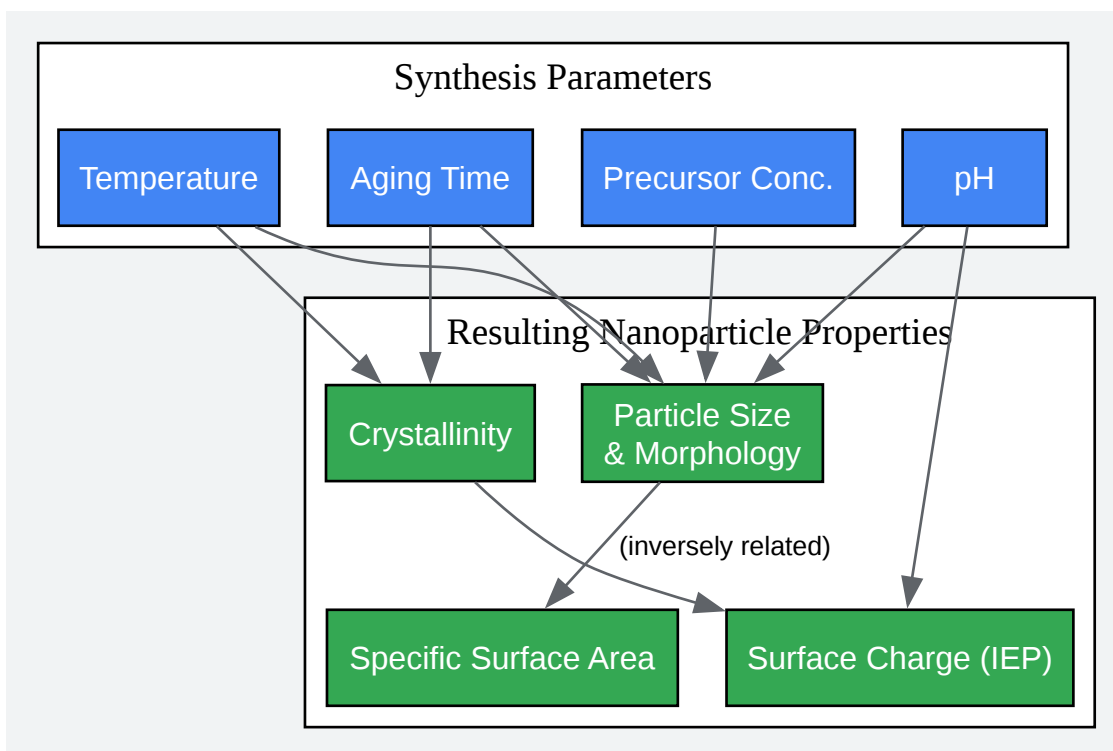 Synthesis Parameters
Temperature
Aging Time
Precursor Conc.
pH
Resulting Nanoparticle Properties
Crystallinity
Particle Size
& Morphology
(inversely related)
Specific Surface Area
Surface Charge (IEP)